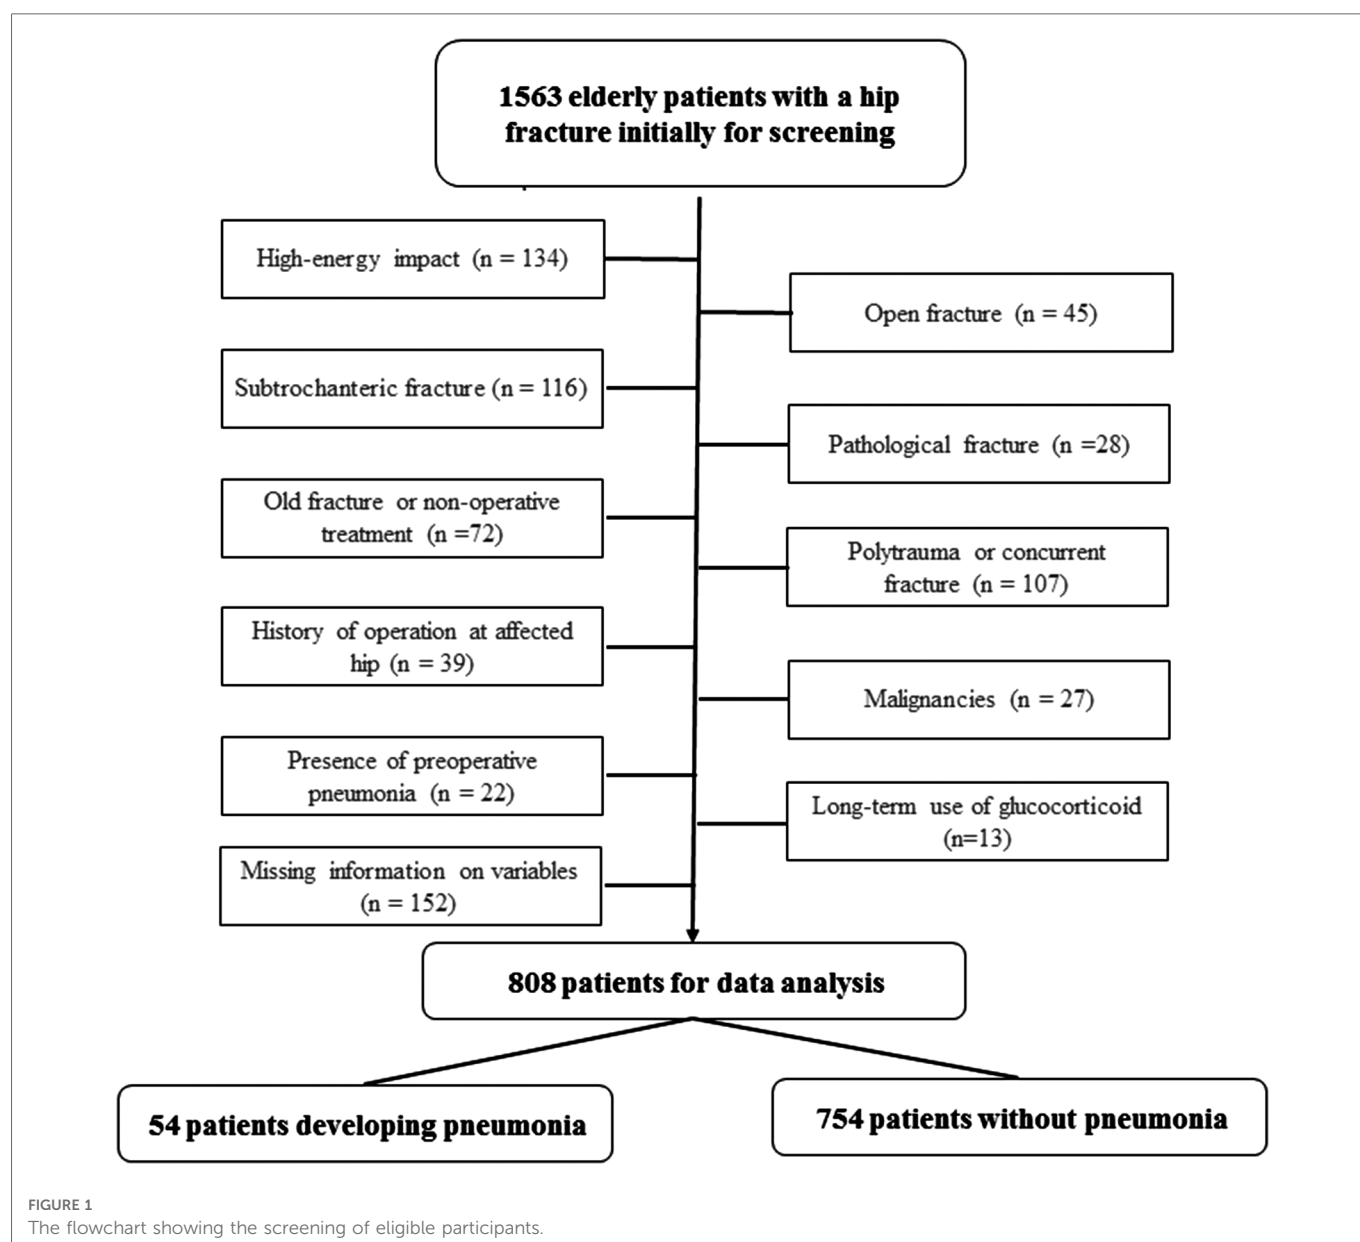 1563 elderly patients with a hip
fracture initially for screening
High-energy impact (n = 134)
Open fracture (n = 45)
Subtrochanteric fracture (n = 116)
Pathological fracture (n =28)
Old fracture or non-operative
treatment (n =72)
Polytrauma or concurrent
fracture (n = 107)
History of operation at affected
hip (n = 39)
Malignancies (n = 27)
Presence of preoperative
pneumonia (n = 22)
Long-term use of glucocorticoid
(n=13)
Missing information on variables
(n = 152)
808 patients for data analysis
54 patients developing pneumonia
754 patients without pneumonia
FIGURE 1
The flowchart showing the screening of eligible participants.